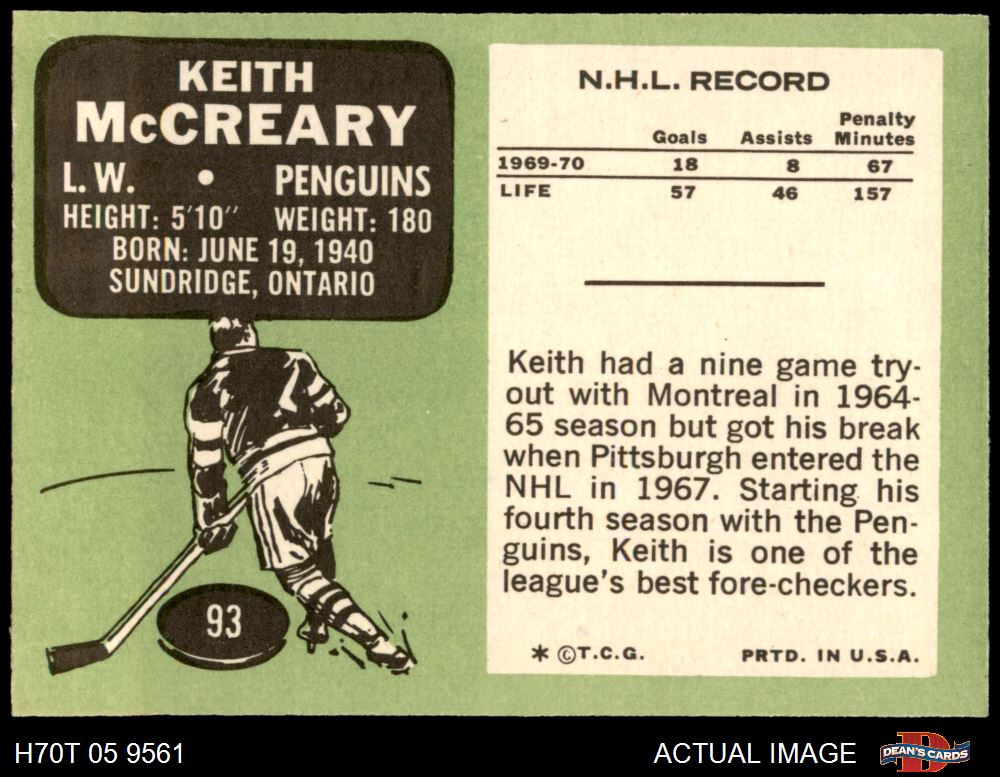 KEITH
McCREARY
L.W. • PENGUINS
HEIGHT: 5'10" WEIGHT: 180
BORN: JUNE 19, 1940
SUNDRIDGE, ONTARIO
93
N.H.L. RECORD
Goals Assists Penalty Minutes
1969-70 18 8 67
LIFE 57 46 157
Keith had a nine game try-
out with Montreal in 1964-
65 season but got his break
when Pittsburgh entered the
NHL in 1967. Starting his
fourth season with the Pen-
guins, Keith is one of the
league's best fore-checkers.
* ©T.C.G. PRTD. IN U.S.A.
H70T 05 9561 ACTUAL IMAGE DEAN'S CARDS